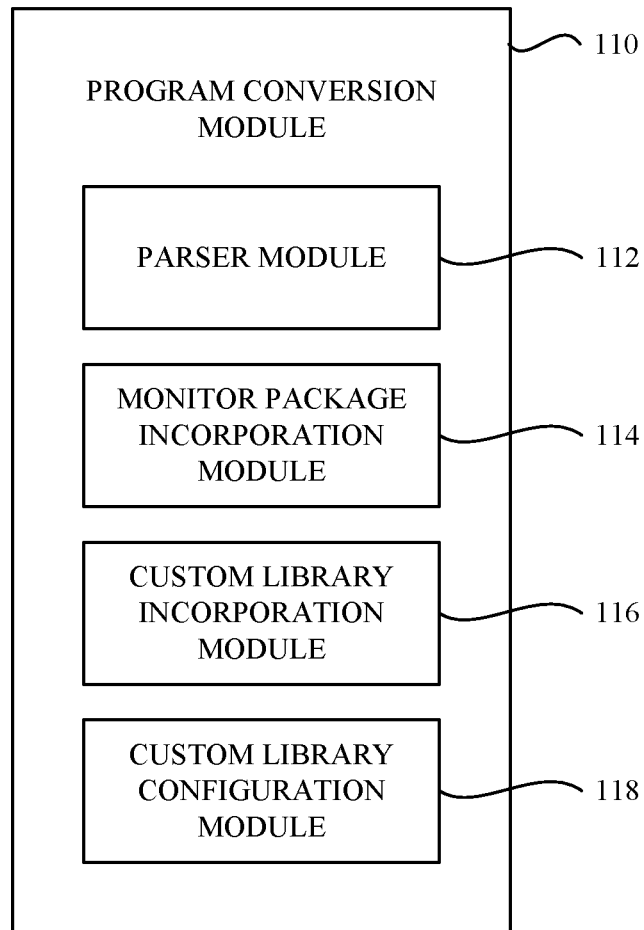 110
PROGRAM CONVERSION
MODULE
PARSER MODULE
112
MONITOR PACKAGE
INCORPORATION
MODULE
114
CUSTOM LIBRARY
INCORPORATION
MODULE
116
CUSTOM LIBRARY
CONFIGURATION
MODULE
118